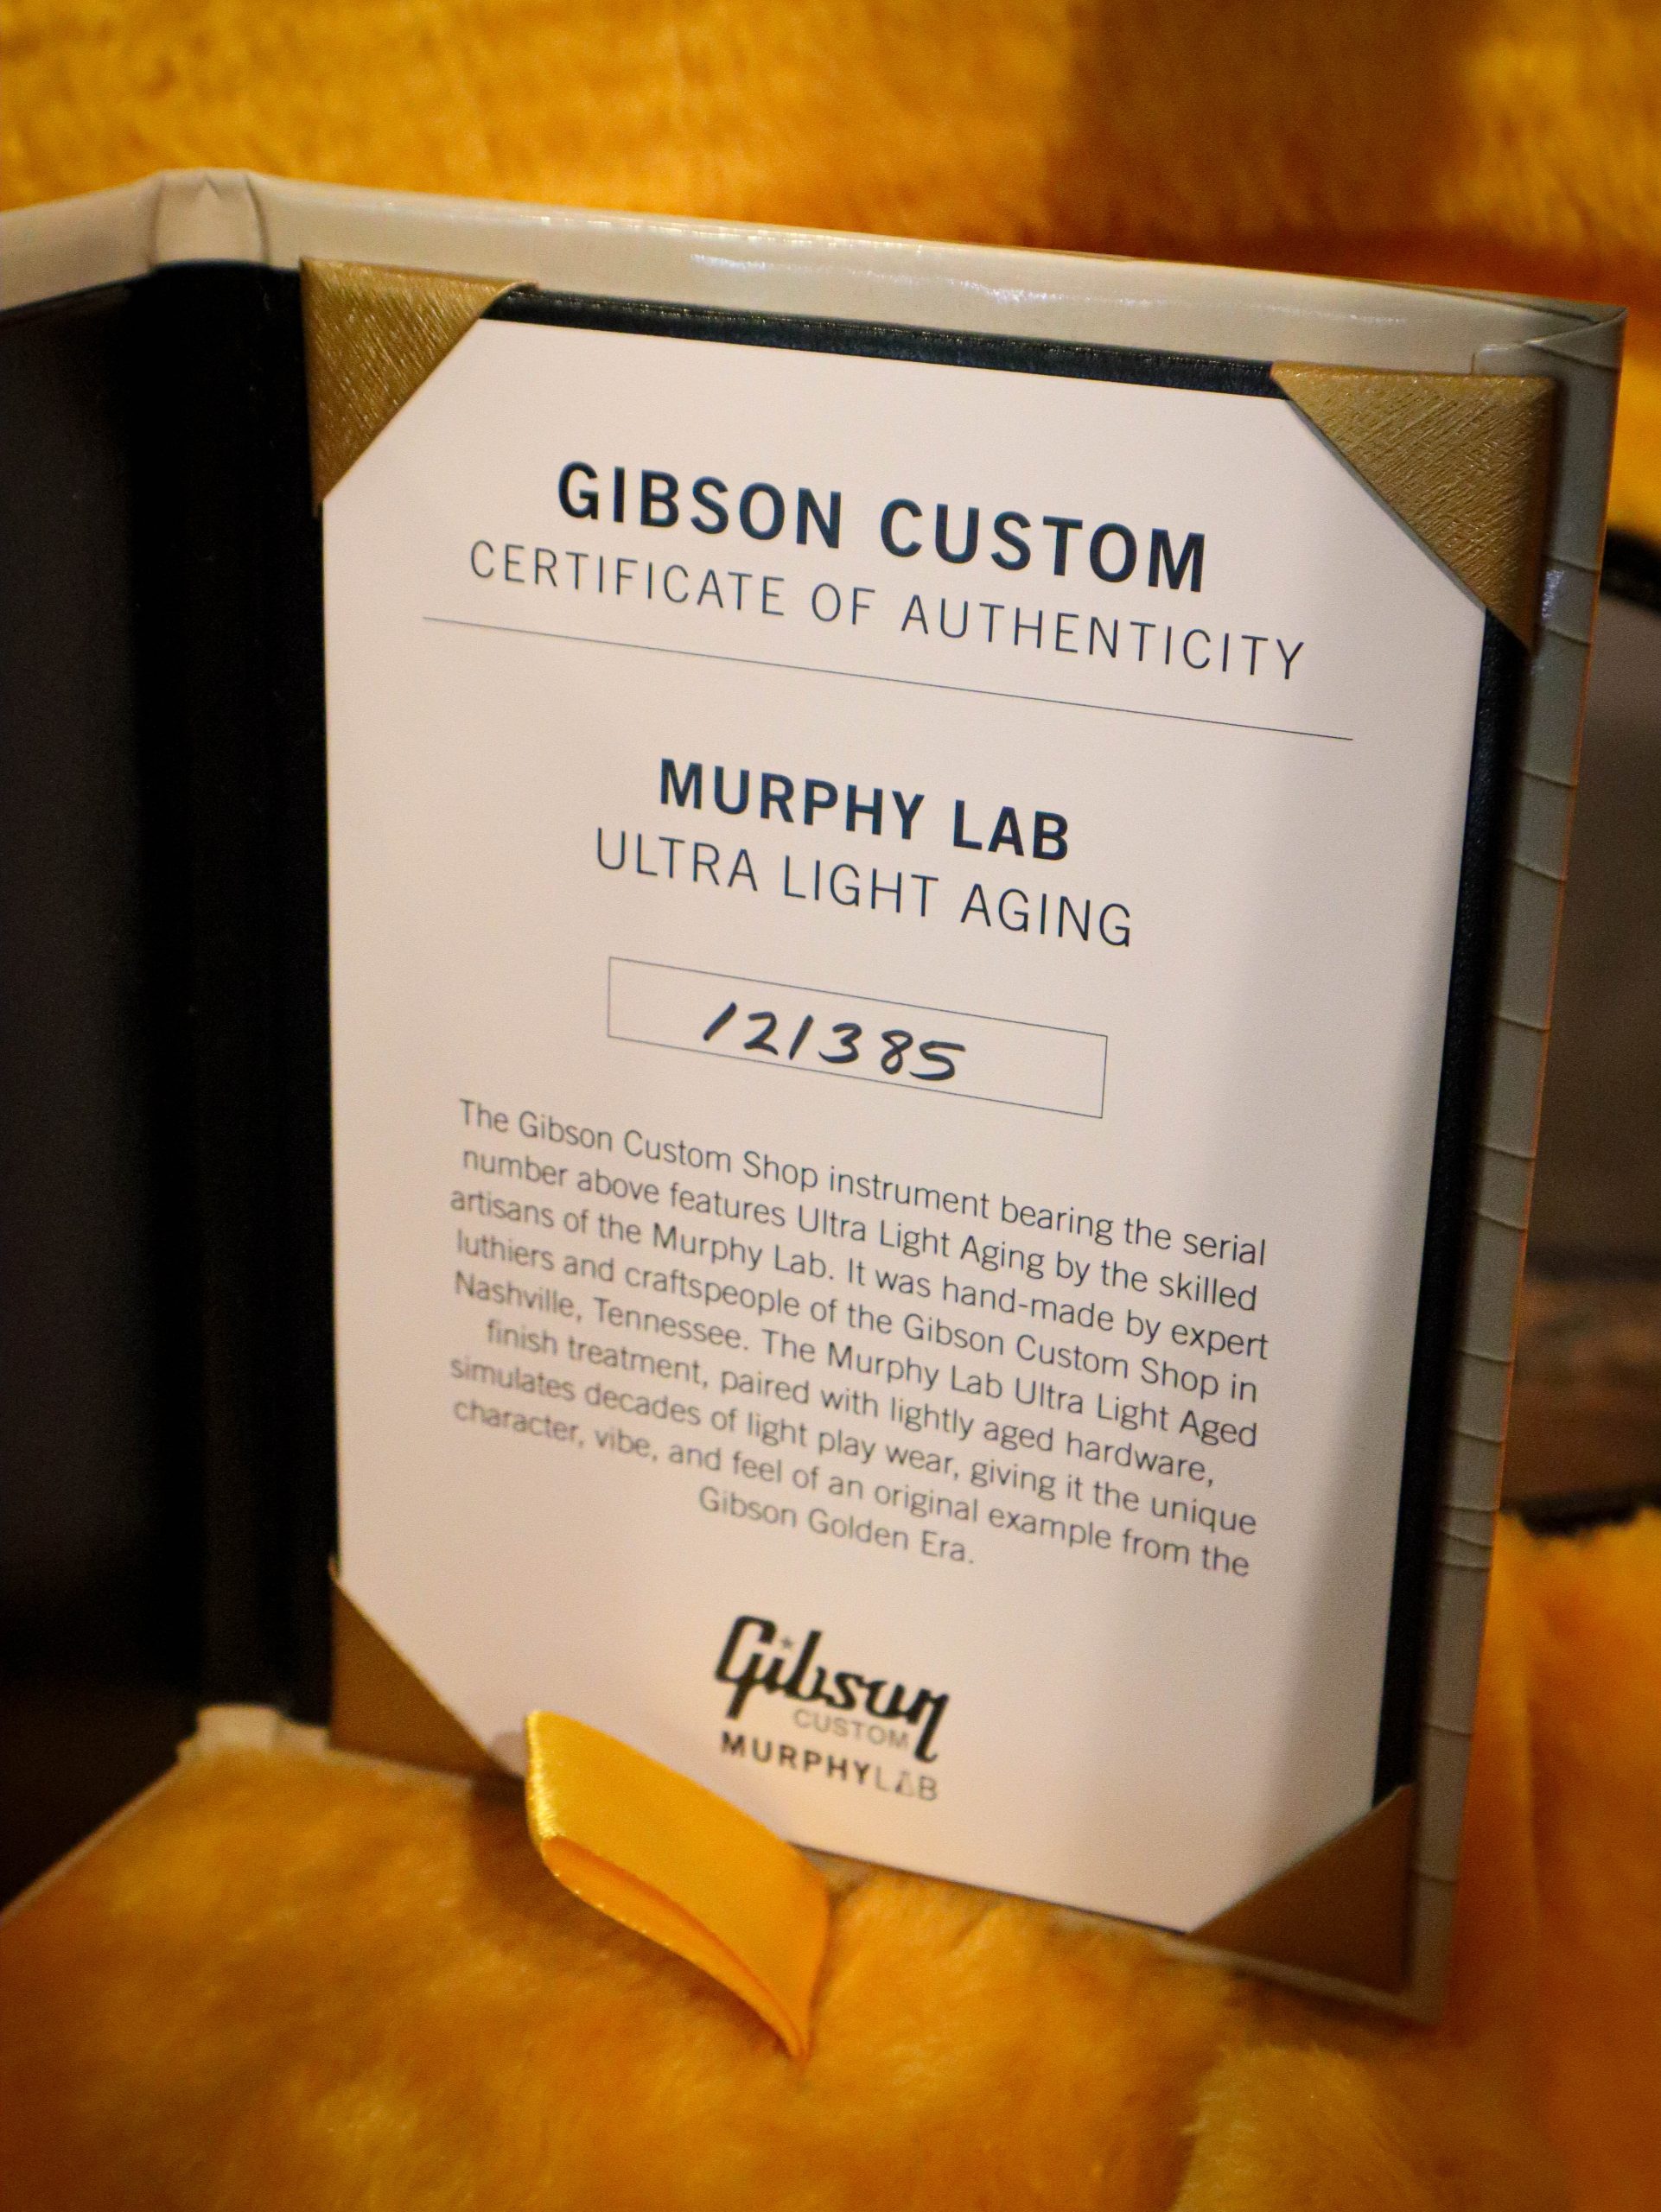 GIBSON CUSTOM
CERTIFICATE OF AUTHENTICITY
MURPHY LAB
ULTRA LIGHT AGING
121385
The Gibson Custom Shop instrument bearing the serial
number above features Ultra Light Aging by the skilled
artisans of the Murphy Lab. It was hand-made by expert
luthiers and craftspeople of the Gibson Custom Shop in
Nashville, Tennessee. The Murphy Lab Ultra Light Aged
finish treatment, paired with lightly aged hardware,
simulates decades of light play wear, giving it the unique
character, vibe, and feel of an original example from the
Gibson Golden Era.
Gibson
CUSTOM
MURPHYLAB